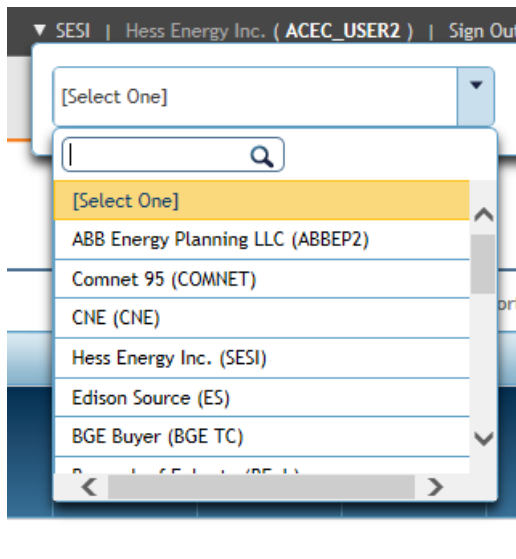 ▼ SESI | Hess Energy Inc. ( ACEC_USER2 ) | Sign Out
[Select One]
[Select One]
ABB Energy Planning LLC (ABBEP2)
Comnet 95 (COMNET)
CNE (CNE)
Hess Energy Inc. (SESI)
Edison Source (ES)
BGE Buyer (BGE TC)